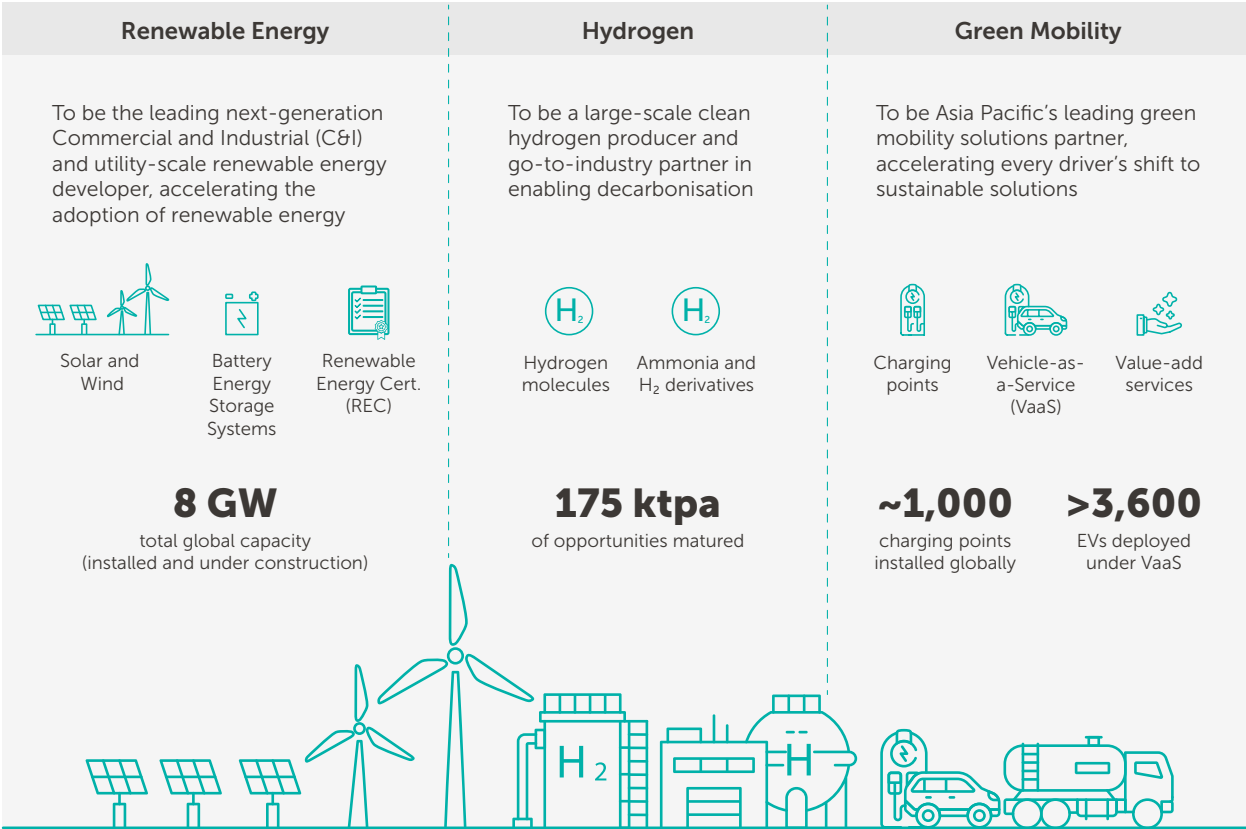 Renewable Energy
To be the leading next-generation
Commercial and Industrial (C&I)
and utility-scale renewable energy
developer, accelerating the
adoption of renewable energy
Solar and
Wind
Battery
Energy
Storage
Systems
Renewable
Energy Cert.
(REC)
8 GW
total global capacity
(installed and under construction)
Hydrogen
To be a large-scale clean
hydrogen producer and
go-to-industry partner in
enabling decarbonisation
H₂
Hydrogen
molecules
H₂
Ammonia and
H₂ derivatives
175 ktpa
of opportunities matured
Green Mobility
To be Asia Pacific’s leading green
mobility solutions partner,
accelerating every driver’s shift to
sustainable solutions
Charging
points
Vehicle-as-
a-Service
(VaaS)
Value-add
services
~1,000
charging points
installed globally
>3,600
EVs deployed
under VaaS
H₂
H